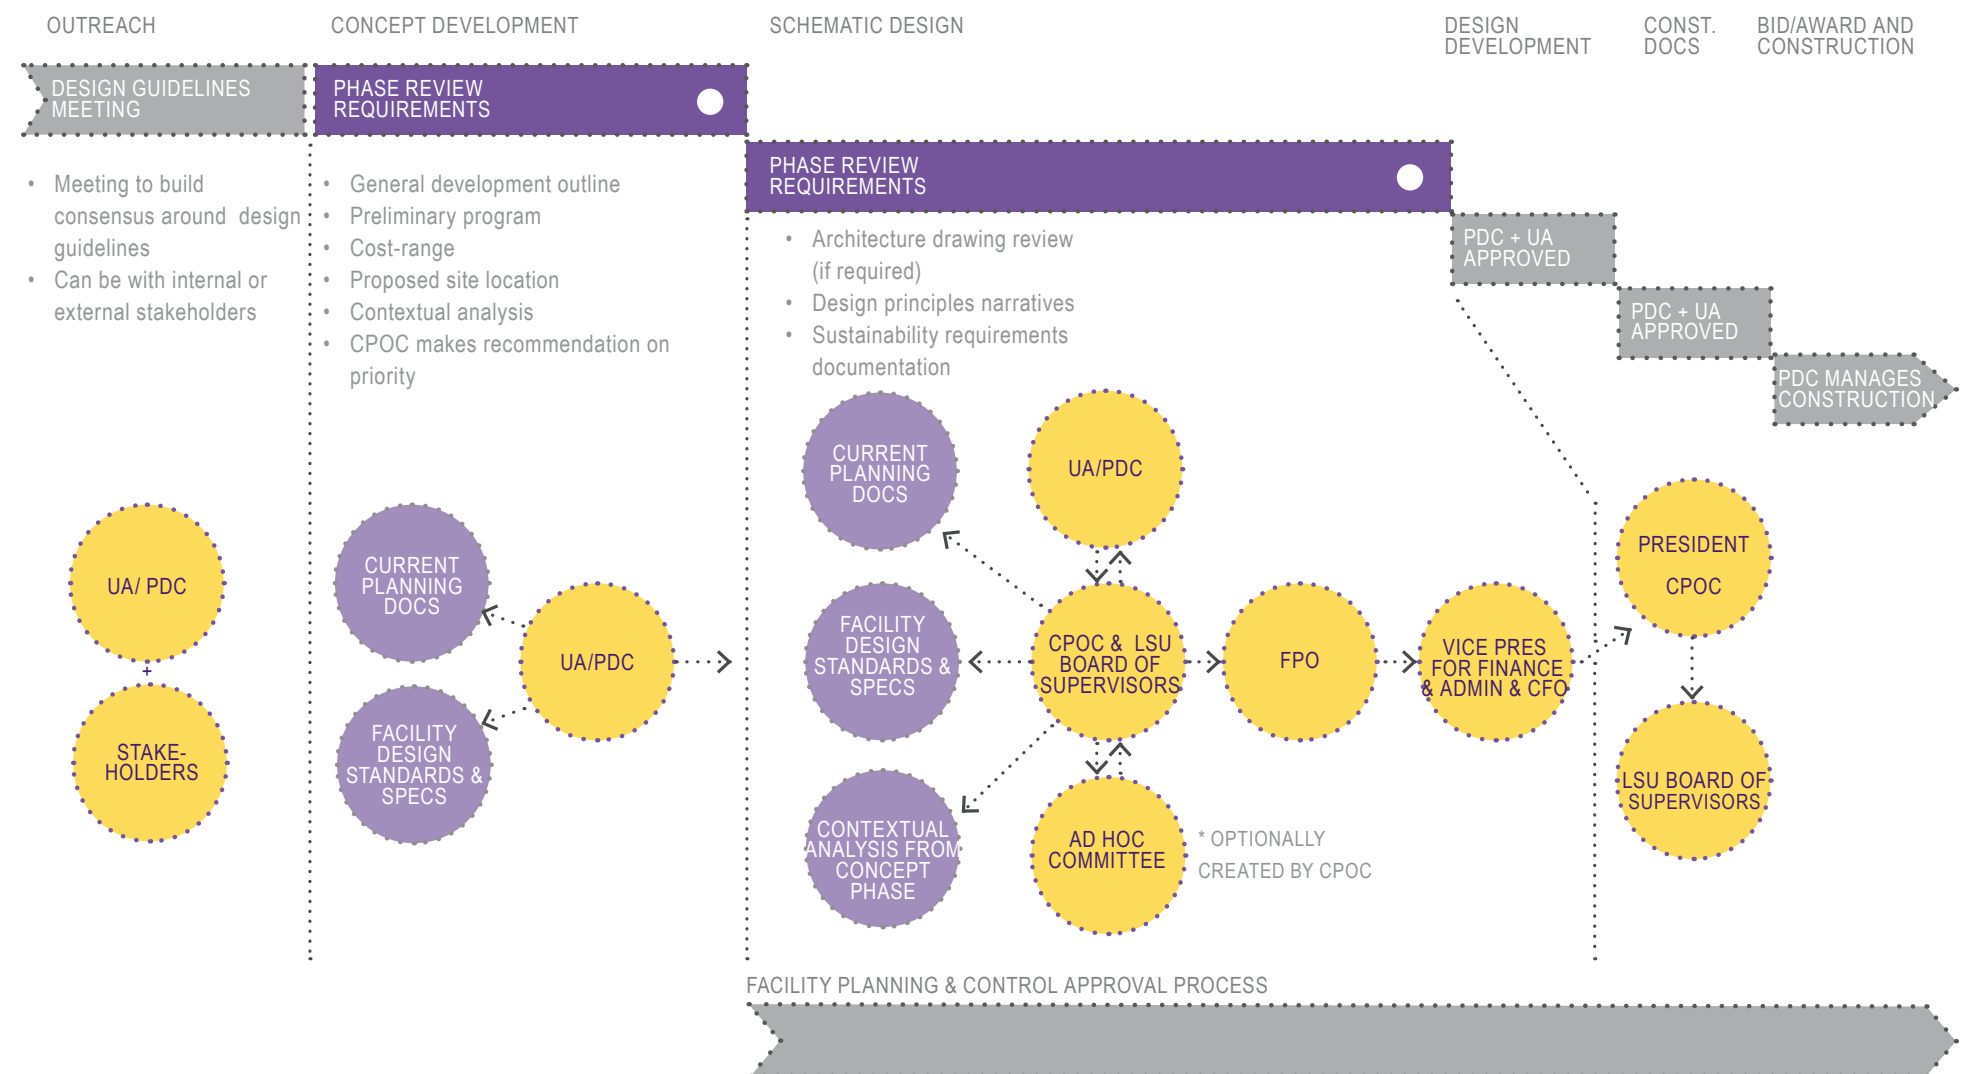 OUTREACH
CONCEPT DEVELOPMENT
SCHEMATIC DESIGN
DESIGN
DEVELOPMENT
CONST.
DOCS
BID/AWARD AND
CONSTRUCTION
DESIGN GUIDELINES
MEETING
PHASE REVIEW
REQUIREMENTS
PHASE REVIEW
REQUIREMENTS
PDC + UA
APPROVED
PDC + UA
APPROVED
PDC MANAGES
CONSTRUCTION
• Meeting to build
consensus around design
guidelines
• Can be with internal or
external stakeholders
• General development outline
• Preliminary program
• Cost-range
• Proposed site location
• Contextual analysis
• CPOC makes recommendation on
priority
• Architecture drawing review
(if required)
• Design principles narratives
• Sustainability requirements
documentation
UA/ PDC
+
STAKE-
HOLDERS
CURRENT
PLANNING
DOCS
FACILITY
DESIGN
STANDARDS &
SPECS
UA/PDC
CURRENT
PLANNING
DOCS
FACILITY
DESIGN
STANDARDS &
SPECS
CONTEXTUAL
ANALYSIS FROM
CONCEPT
PHASE
UA/PDC
CPOC & LSU
BOARD OF
SUPERVISORS
AD HOC
COMMITTEE
* OPTIONALLY
CREATED BY CPOC
FPO
VICE PRES
FOR FINANCE
& ADMIN & CFO
PRESIDENT
CPOC
LSU BOARD OF
SUPERVISORS
FACILITY PLANNING & CONTROL APPROVAL PROCESS